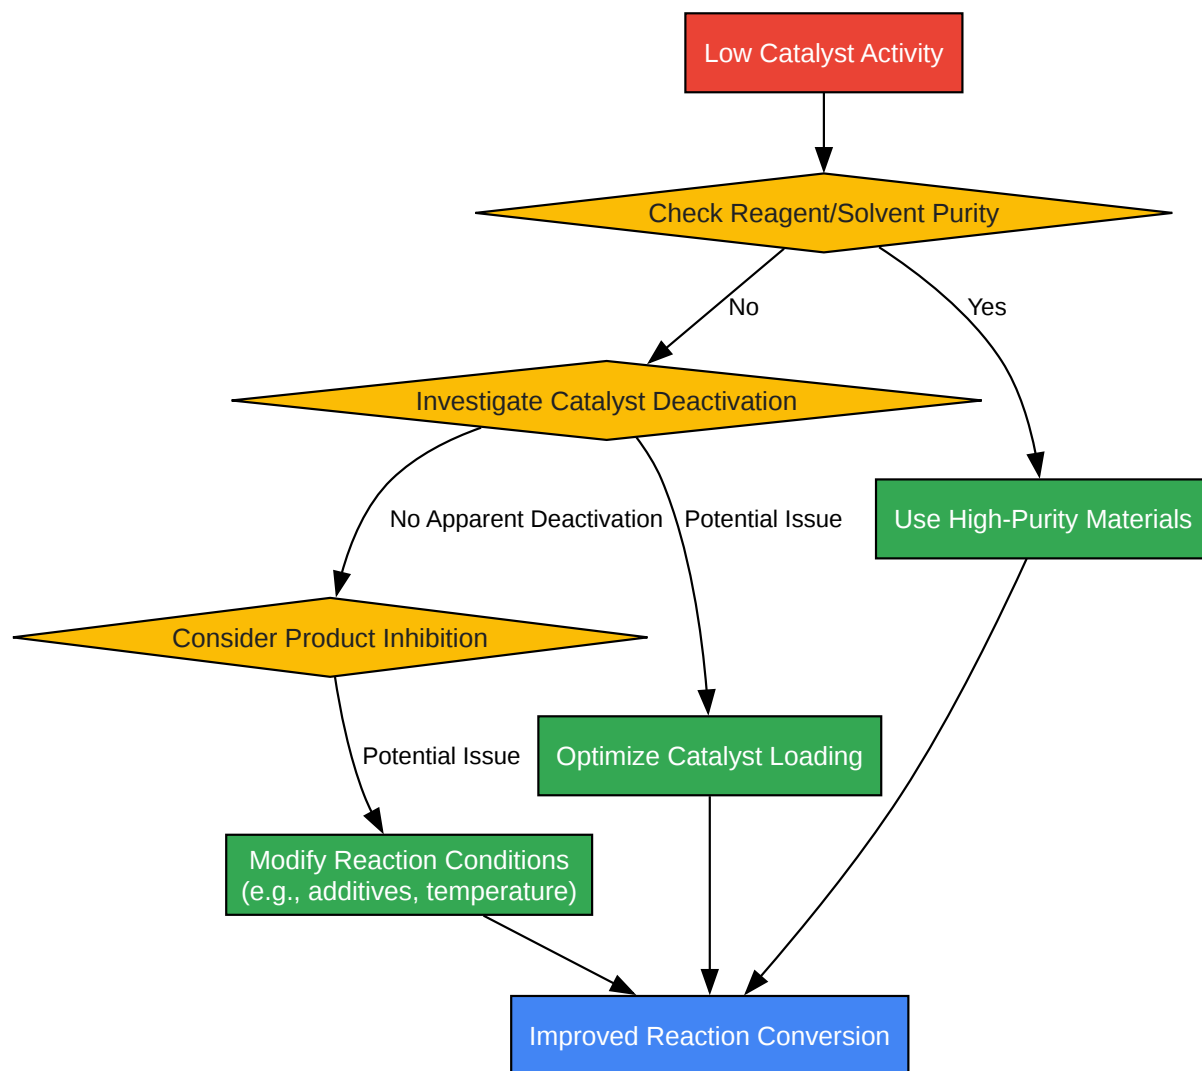 Low Catalyst Activity
Check Reagent/Solvent Purity
No
Yes
Investigate Catalyst Deactivation
No Apparent Deactivation
Potential Issue
Use High-Purity Materials
Consider Product Inhibition
Potential Issue
Optimize Catalyst Loading
Modify Reaction Conditions
(e.g., additives, temperature)
Improved Reaction Conversion